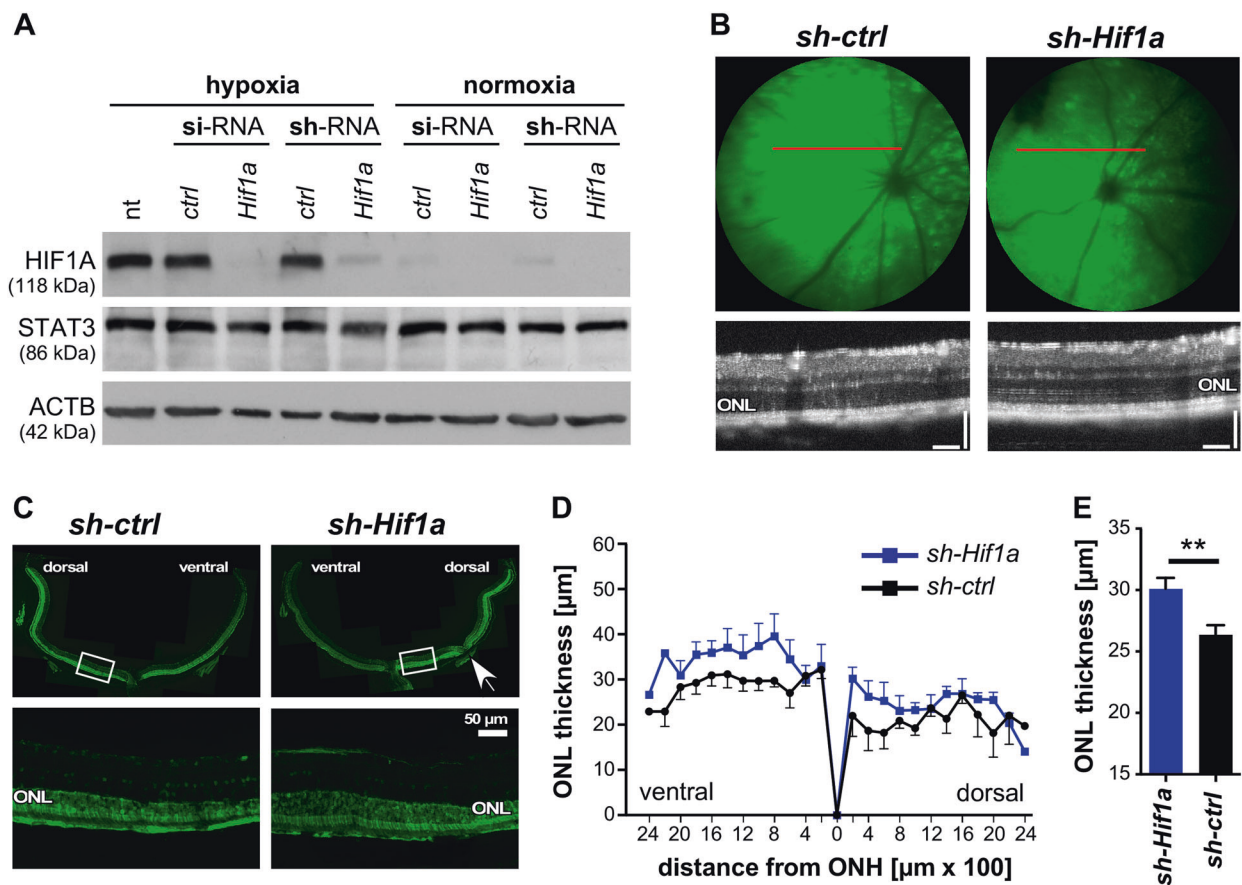 A
hypoxia normoxia
si-RNA sh-RNA si-RNA sh-RNA
nt ctrl Hif1a ctrl Hif1a ctrl Hif1a ctrl Hif1a
HIF1A
(118 kDa)
STAT3
(86 kDa)
ACTB
(42 kDa)
B
sh-ctrl sh-Hif1a
ONL ONL
C
sh-ctrl sh-Hif1a
dorsal ventral ventral dorsal
50 µm
ONL ONL
D
sh-Hif1a
sh-ctrl
ONL thickness [µm]
60
50
40
30
20
10
0
ventral dorsal
24 20 16 12 8 4 0 4 8 12 16 20 24
distance from ONH [µm x 100]
E
**
ONL thickness [µm]
35
30
25
20
15
sh-Hif1a sh-ctrl